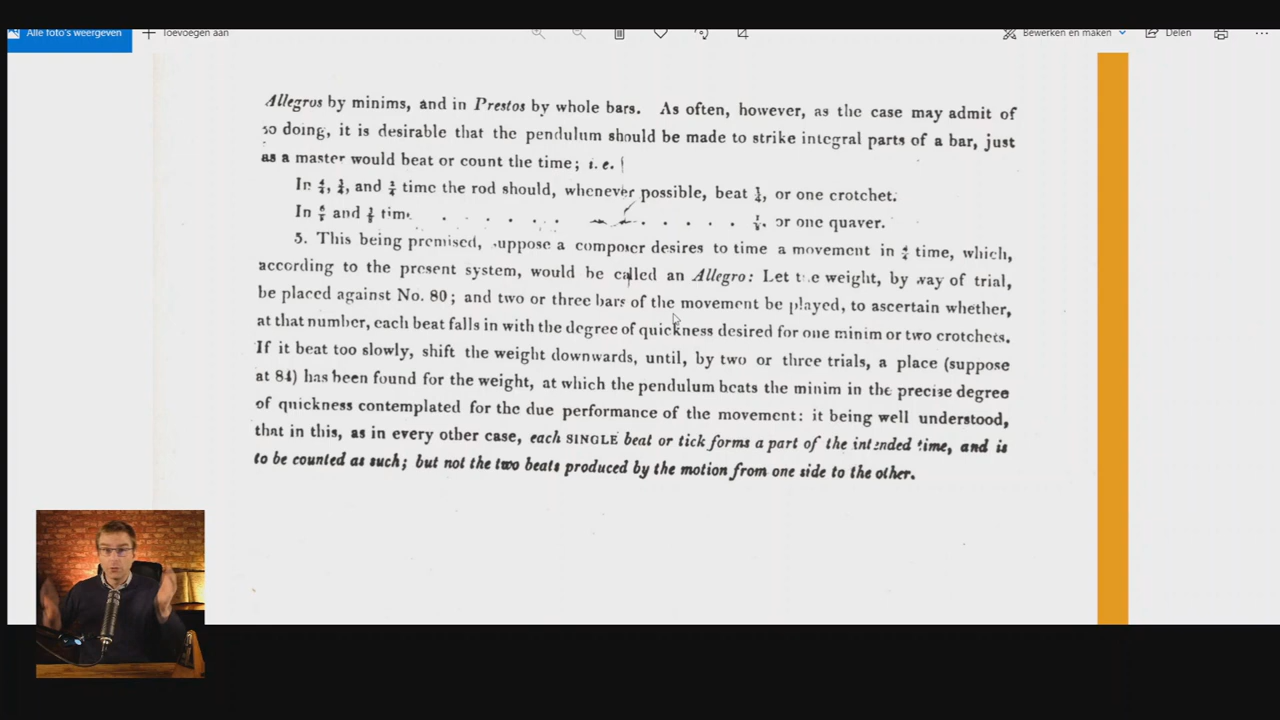 Alle foto's weergeven
Toevoegen aan
Bewerken en maken
Delen
Allegros by minims, and in Prestos by whole bars. As often, however, as the case may admit of
so doing, it is desirable that the pendulum should be made to strike integral parts of a bar, just
as a master would beat or count the time; i.e.
In 4/4, 2/4, and 3/4 time the rod should, whenever possible, beat 1/4, or one crotchet.
In and 3/8 tim. . . . . . . . . . . . or one quaver.
3. This being premised, uppose a composer desires to time a movement in 4/4 time, which,
according to the present system, would be called an Allegro: Let t e weight, by way of trial,
be placed against No. 80; and two or three bars of the movement be played, to ascertain whether,
at that number, each beat falls in with the degree of quickness desired for one minim or two crotchets.
If it beat too slowly, shift the weight downwards, until, by two or three trials, a place (suppose
at 84) has been found for the weight, at which the pendulum beats the minim in the precise degree
of quickness contemplated for the due performance of the movement: it being well understood,
that in this, as in every other case, each SINGLE beat or tick forms a part of the intended time, and is
to be counted as such; but not the two beats produced by the motion from one side to the other.